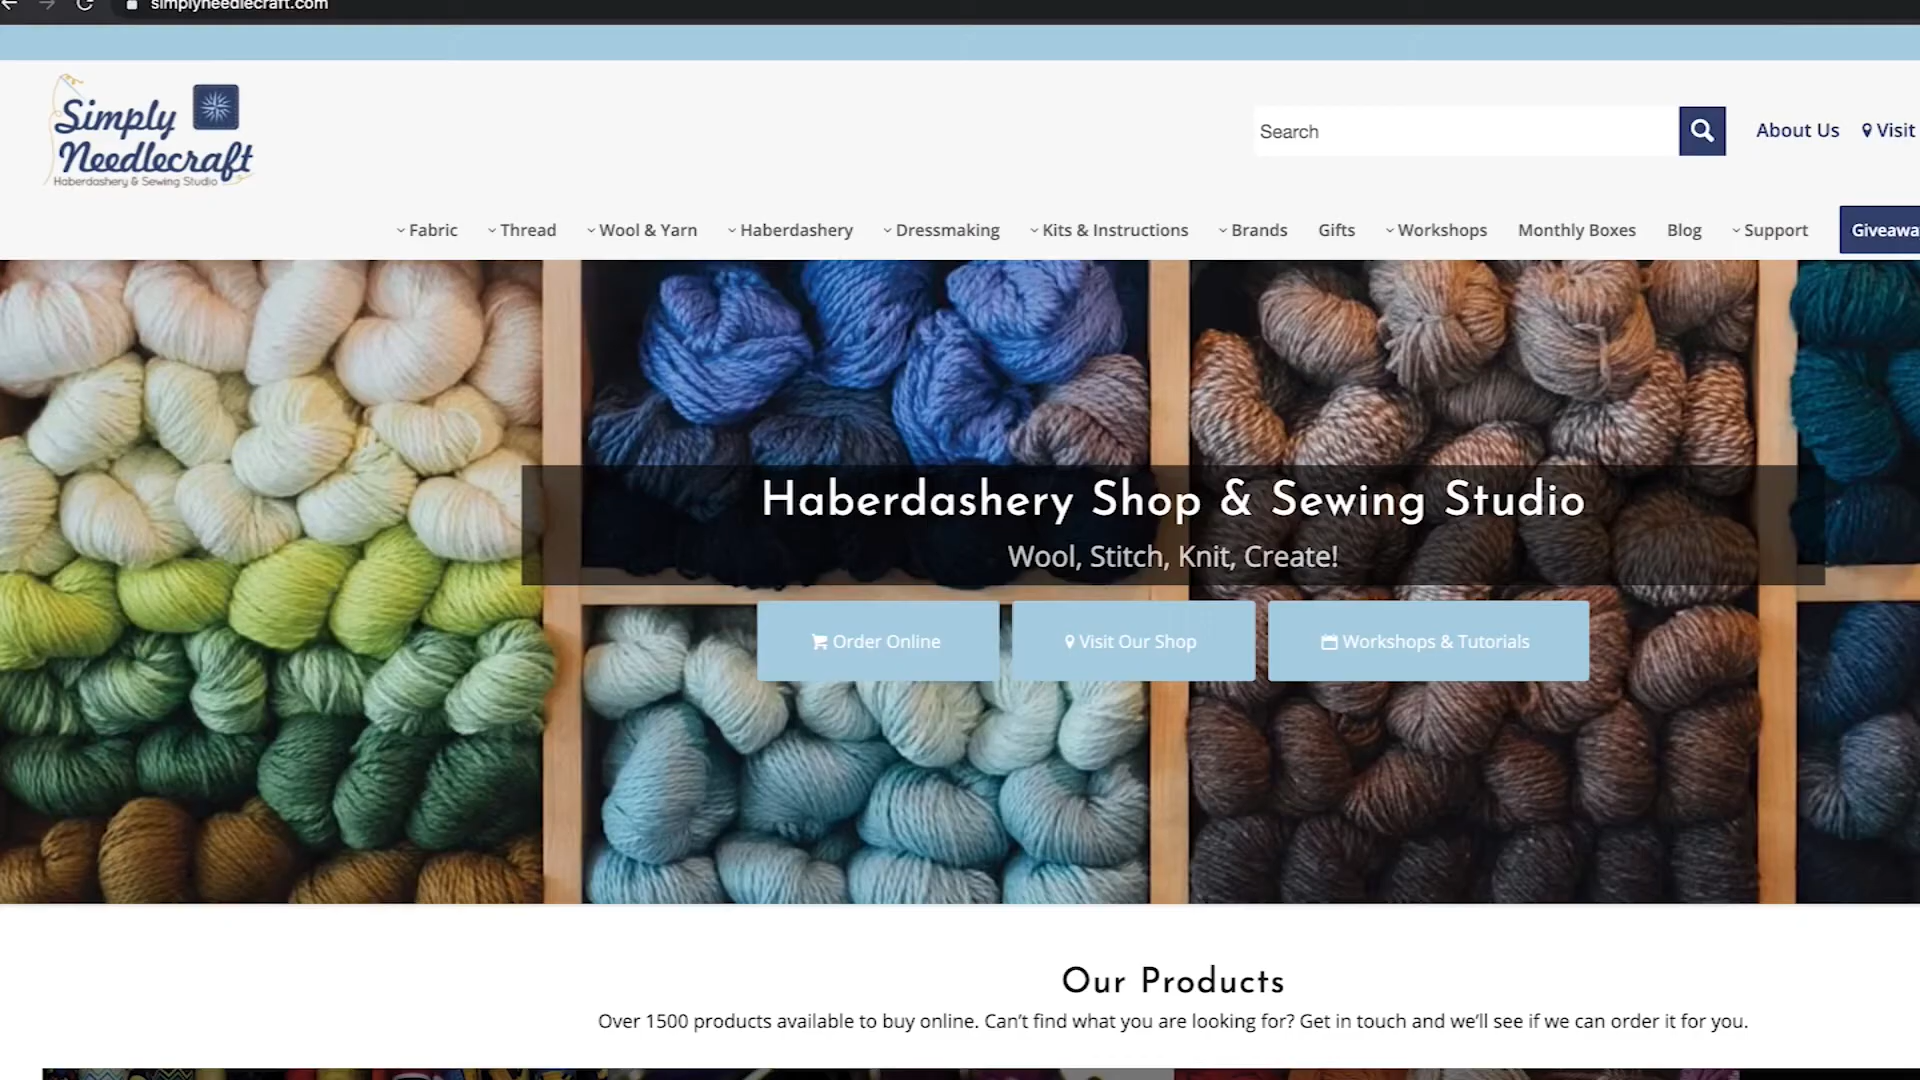 simplyneedlecraft.com
Simply
Needlecraft
Haberdashery & Sewing Studio
Search
About Us Visit
Fabric Thread Wool & Yarn Haberdashery Dressmaking Kits & Instructions Brands Gifts Workshops Monthly Boxes Blog Support
Haberdashery Shop & Sewing Studio
Wool, Stitch, Knit, Create!
Order Online Visit Our Shop Workshops & Tutorials
Our Products
Over 1500 products available to buy online. Can't find what you are looking for? Get in touch and we'll see if we can order it for you.